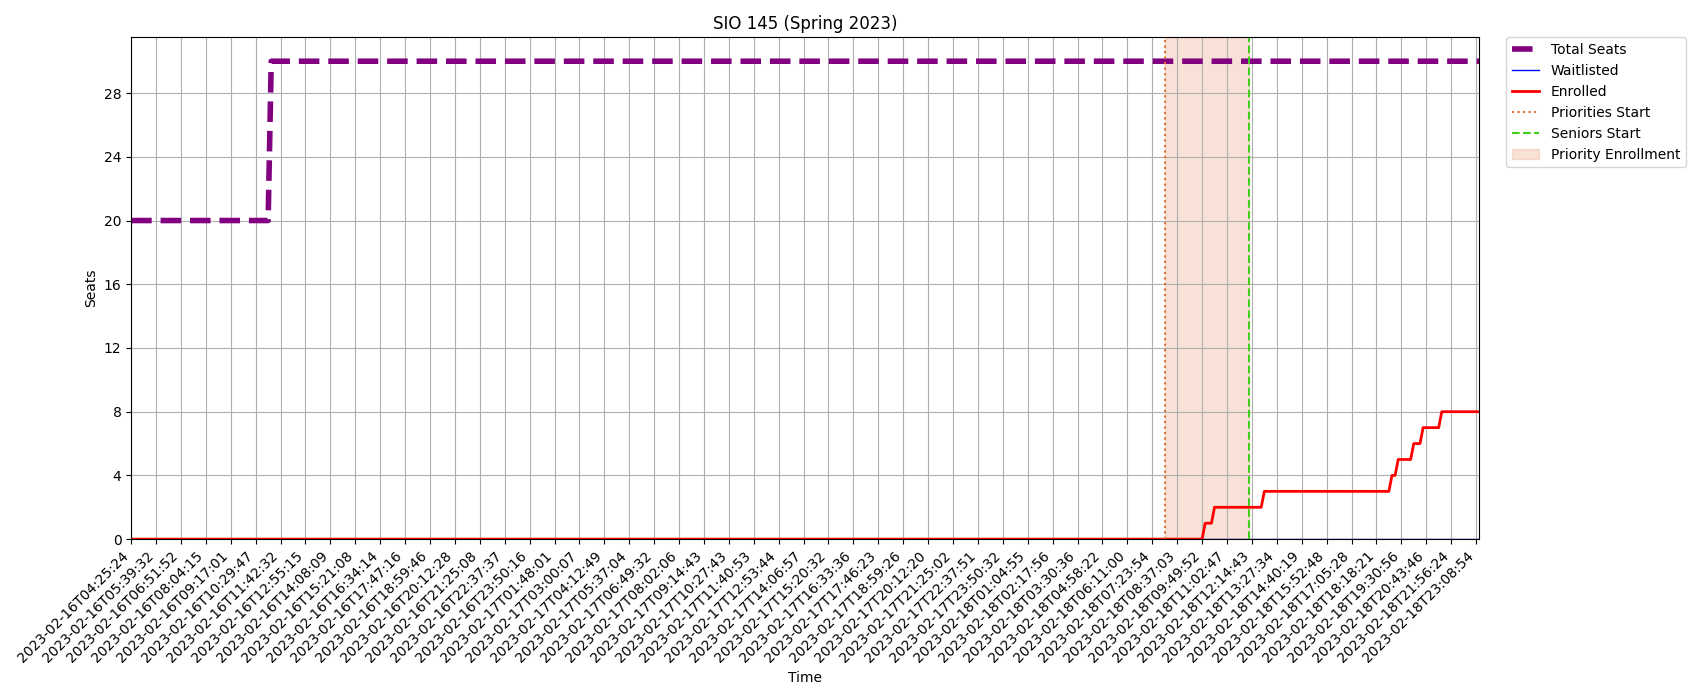 SIO 145 (Spring 2023)
Total Seats
Waitlisted
Enrolled
Priorities Start
Seniors Start
Priority Enrollment
Seats
28
24
20
16
12
8
4
0
2023-02-16T04:25:24
2023-02-16T05:39:32
2023-02-16T06:51:52
2023-02-16T08:04:15
2023-02-16T09:17:01
2023-02-16T10:29:47
2023-02-16T11:42:32
2023-02-16T12:55:15
2023-02-16T14:08:09
2023-02-16T15:21:08
2023-02-16T16:34:14
2023-02-16T17:47:16
2023-02-16T18:59:46
2023-02-16T20:12:28
2023-02-16T21:25:08
2023-02-16T22:37:37
2023-02-16T23:50:16
2023-02-17T01:48:01
2023-02-17T03:00:07
2023-02-17T04:12:49
2023-02-17T05:37:04
2023-02-17T06:49:32
2023-02-17T08:02:06
2023-02-17T09:14:43
2023-02-17T10:27:43
2023-02-17T11:40:53
2023-02-17T12:53:44
2023-02-17T14:06:57
2023-02-17T15:20:32
2023-02-17T16:33:36
2023-02-17T17:46:23
2023-02-17T18:59:20
2023-02-17T20:12:20
2023-02-17T21:25:02
2023-02-17T22:37:51
2023-02-17T23:50:32
2023-02-18T01:04:55
2023-02-18T02:17:56
2023-02-18T03:30:36
2023-02-18T04:58:22
2023-02-18T06:11:00
2023-02-18T07:23:54
2023-02-18T08:37:03
2023-02-18T09:49:52
2023-02-18T11:02:47
2023-02-18T12:14:43
2023-02-18T13:27:34
2023-02-18T14:40:19
2023-02-18T15:52:48
2023-02-18T17:05:28
2023-02-18T18:18:21
2023-02-18T19:30:56
2023-02-18T20:43:46
2023-02-18T21:56:24
2023-02-18T23:08:54
Time